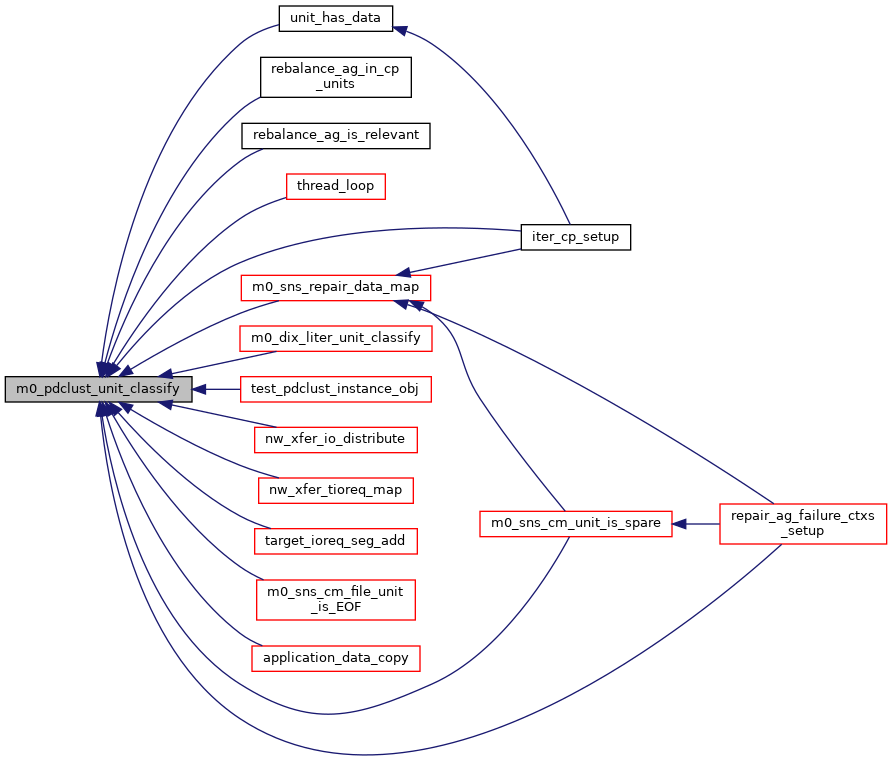 unit_has_data
rebalance_ag_in_cp
_units
rebalance_ag_is_relevant
thread_loop
iter_cp_setup
m0_sns_repair_data_map
m0_dix_liter_unit_classify
m0_pdclust_unit_classify
test_pdclust_instance_obj
nw_xfer_io_distribute
nw_xfer_tioreq_map
m0_sns_cm_unit_is_spare
repair_ag_failure_ctxs
_setup
target_ioreq_seg_add
m0_sns_cm_file_unit
_is_EOF
application_data_copy